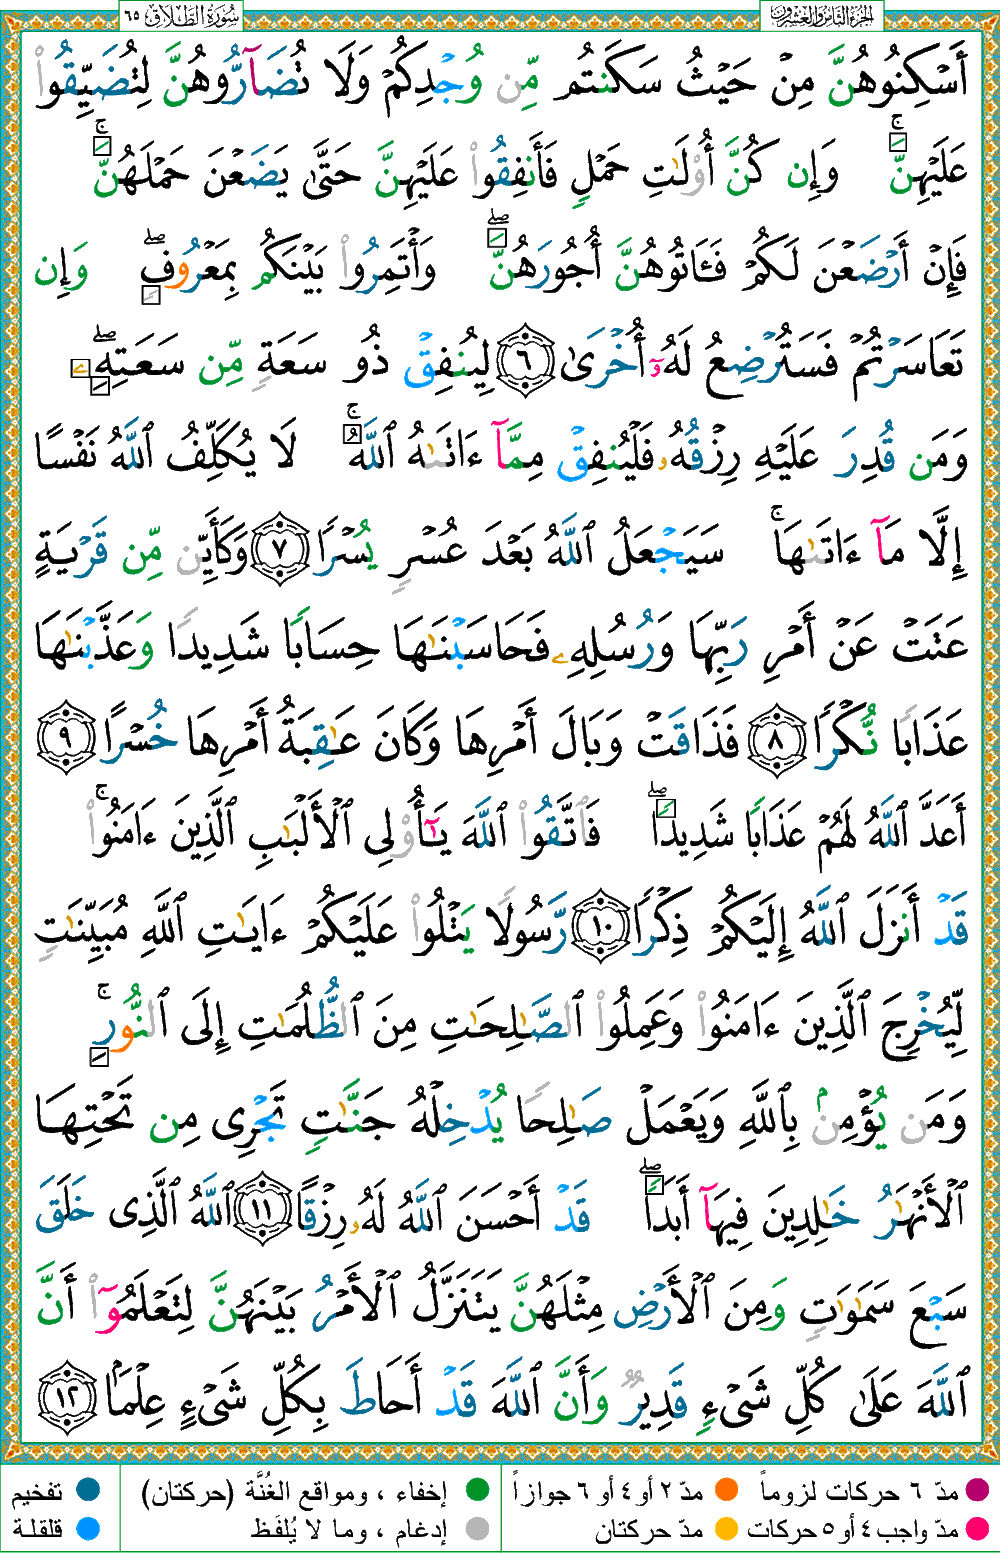 الجزء الثامن والعشرون
سورة الطلاق ٦٥
أَسْكِنُوهُنَّ مِنْ حَيْثُ سَكَنتُم مِّن وُجْدِكُمْ وَلَا تُضَآرُّوهُنَّ لِتُضَيِّقُوا۟
عَلَيْهِنَّ ۚ وَإِن كُنَّ أُو۟لَٰتِ حَمْلٍ فَأَنفِقُوا۟ عَلَيْهِنَّ حَتَّىٰ يَضَعْنَ حَمْلَهُنَّ ۚ
فَإِنْ أَرْضَعْنَ لَكُمْ فَـَٔاتُوهُنَّ أُجُورَهُنَّ ۖ وَأْتَمِرُوا۟ بَيْنَكُم بِمَعْرُوفٍ ۖ وَإِن
تَعَاسَرْتُمْ فَسَتُرْضِعُ لَهُۥٓ أُخْرَىٰ ٦ لِيُنفِقْ ذُو سَعَةٍ مِّن سَعَتِهِۦ ۖ
وَمَن قُدِرَ عَلَيْهِ رِزْقُهُۥ فَلْيُنفِقْ مِمَّآ ءَاتَىٰهُ ٱللَّهُ ۚ لَا يُكَلِّفُ ٱللَّهُ نَفْسًا
إِلَّا مَآ ءَاتَىٰهَا ۚ سَيَجْعَلُ ٱللَّهُ بَعْدَ عُسْرٍ يُسْرًا ٧ وَكَأَيِّن مِّن قَرْيَةٍ
عَتَتْ عَنْ أَمْرِ رَبِّهَا وَرُسُلِهِۦ فَحَاسَبْنَٰهَا حِسَابًا شَدِيدًا وَعَذَّبْنَٰهَا
عَذَابًا نُّكْرًا ٨ فَذَاقَتْ وَبَالَ أَمْرِهَا وَكَانَ عَٰقِبَةُ أَمْرِهَا خُسْرًا ٩
أَعَدَّ ٱللَّهُ لَهُمْ عَذَابًا شَدِيدًا ۖ فَٱتَّقُوا۟ ٱللَّهَ يَـٰٓأُو۟لِى ٱلْأَلْبَٰبِ ٱلَّذِينَ ءَامَنُوا۟ ۚ
قَدْ أَنزَلَ ٱللَّهُ إِلَيْكُمْ ذِكْرًا ١٠ رَّسُولًا يَتْلُوا۟ عَلَيْكُمْ ءَايَٰتِ ٱللَّهِ مُبَيِّنَٰتٍ
لِّيُخْرِجَ ٱلَّذِينَ ءَامَنُوا۟ وَعَمِلُوا۟ ٱلصَّٰلِحَٰتِ مِنَ ٱلظُّلُمَٰتِ إِلَى ٱلنُّورِ ۚ
وَمَن يُؤْمِنۢ بِٱللَّهِ وَيَعْمَلْ صَٰلِحًا يُدْخِلْهُ جَنَّٰتٍ تَجْرِى مِن تَحْتِهَا
ٱلْأَنْهَٰرُ خَٰلِدِينَ فِيهَآ أَبَدًا ۖ قَدْ أَحْسَنَ ٱللَّهُ لَهُۥ رِزْقًا ١١ ٱللَّهُ ٱلَّذِى خَلَقَ
سَبْعَ سَمَٰوَٰتٍ وَمِنَ ٱلْأَرْضِ مِثْلَهُنَّ يَتَنَزَّلُ ٱلْأَمْرُ بَيْنَهُنَّ لِتَعْلَمُوٓا۟ أَنَّ
ٱللَّهَ عَلَىٰ كُلِّ شَىْءٍ قَدِيرٌ وَأَنَّ ٱللَّهَ قَدْ أَحَاطَ بِكُلِّ شَىْءٍ عِلْمًۢا ١٢
مدّ ٦ حركات لزوماً مدّ ٢ أو ٤ أو ٦ جوازاً إخفاء ، ومواقع الغُنَّة (حركتان) تفخيم
مدّ واجب ٤ أو ٥ حركات مدّ حركتان إدغام ، وما لا يُلفَظ قلقلة